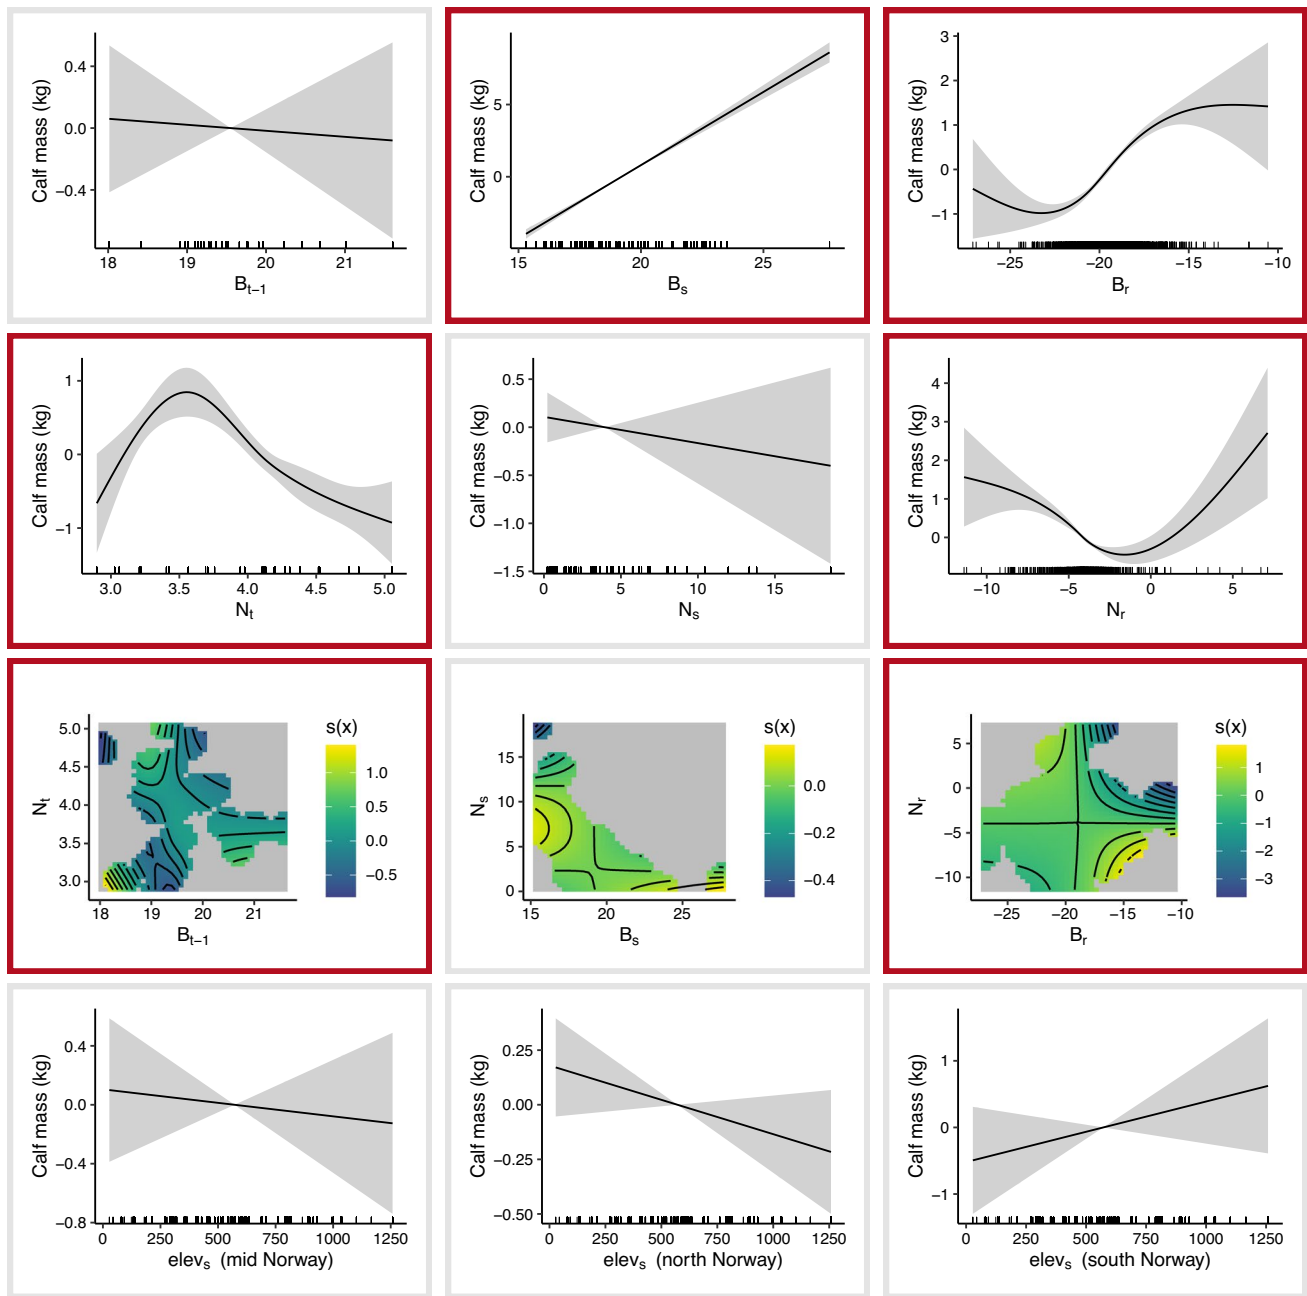 Calf mass (kg)
0.4
0.0
−0.4
18 19 20 21
Bt−1
Calf mass (kg)
5
0
15 20 25
Bs
Calf mass (kg)
3
2
1
0
−1
−25 −20 −15 −10
Br
Calf mass (kg)
1
0
−1
3.0 3.5 4.0 4.5 5.0
Nt
Calf mass (kg)
0.5
0.0
−0.5
−1.0
−1.5
0 5 10 15
Ns
Calf mass (kg)
4
3
2
1
0
−10 −5 0 5
Nr
Nt
5.0
4.5
4.0
3.5
3.0
18 19 20 21
Bt−1
s(x)
1.0
0.5
0.0
−0.5
Ns
15
10
5
0
15 20 25
Bs
s(x)
0.0
−0.2
−0.4
Nr
5
0
−5
−10
−25 −20 −15 −10
Br
s(x)
1
0
−1
−2
−3
Calf mass (kg)
0.4
0.0
−0.4
−0.8
0 250 500 750 1000 1250
elevs (mid Norway)
Calf mass (kg)
0.25
0.00
−0.25
−0.50
0 250 500 750 1000 1250
elevs (north Norway)
Calf mass (kg)
1
0
−1
0 250 500 750 1000 1250
elevs (south Norway)